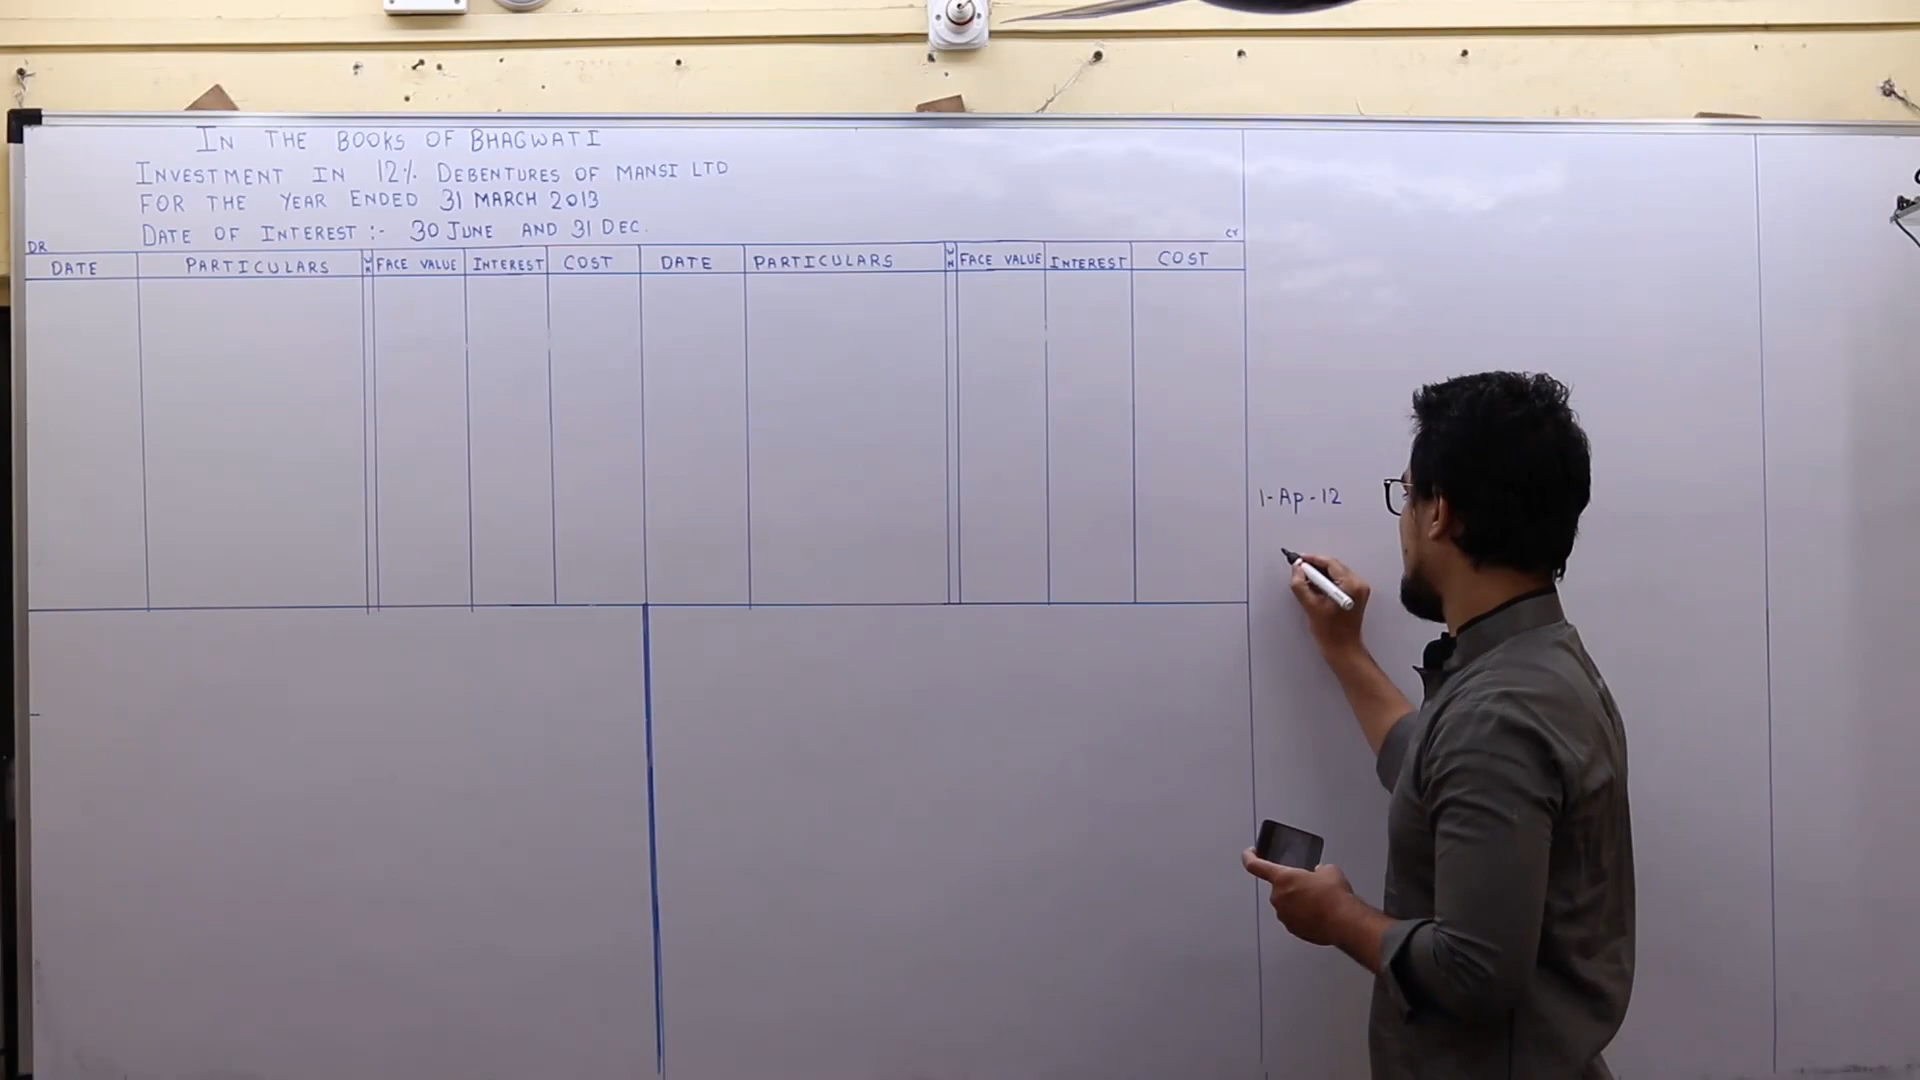 IN THE BOOKS OF BHAGWATI
INVESTMENT IN 12% DEBENTURES OF MANSI LTD
FOR THE YEAR ENDED 31 MARCH 2013
DATE OF INTEREST :- 30 JUNE AND 31 DEC.
DR cr
DATE PARTICULARS FACE VALUE INTEREST COST DATE PARTICULARS FACE VALUE INTEREST COST
1-Ap-12